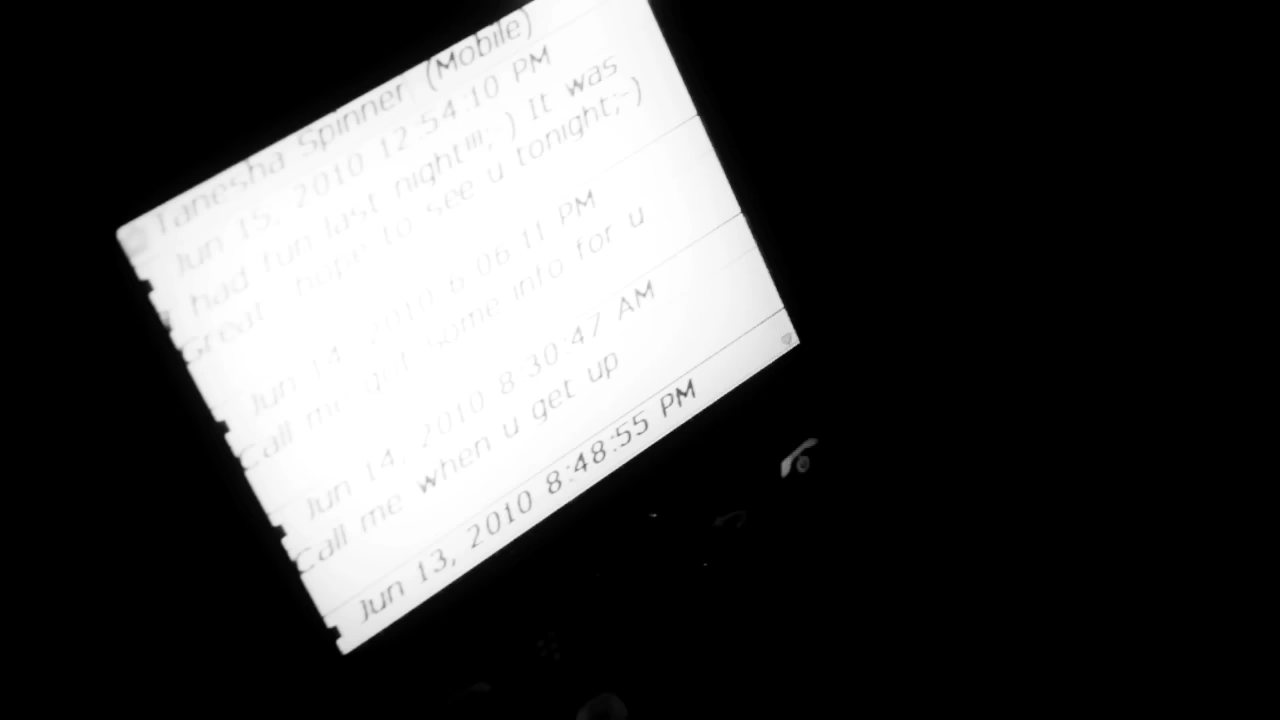 Tanesha Spinner (Mobile)
Jun 15, 2010 12:54:10 PM
I had fun last night!!!; ) It was
Great hope to see u tonight;-)
Jun 14, 2010 6:06:11 PM
Call me got some info for u
Jun 14, 2010 8:30:47 AM
Call me when u get up
Jun 13, 2010 8:48:55 PM